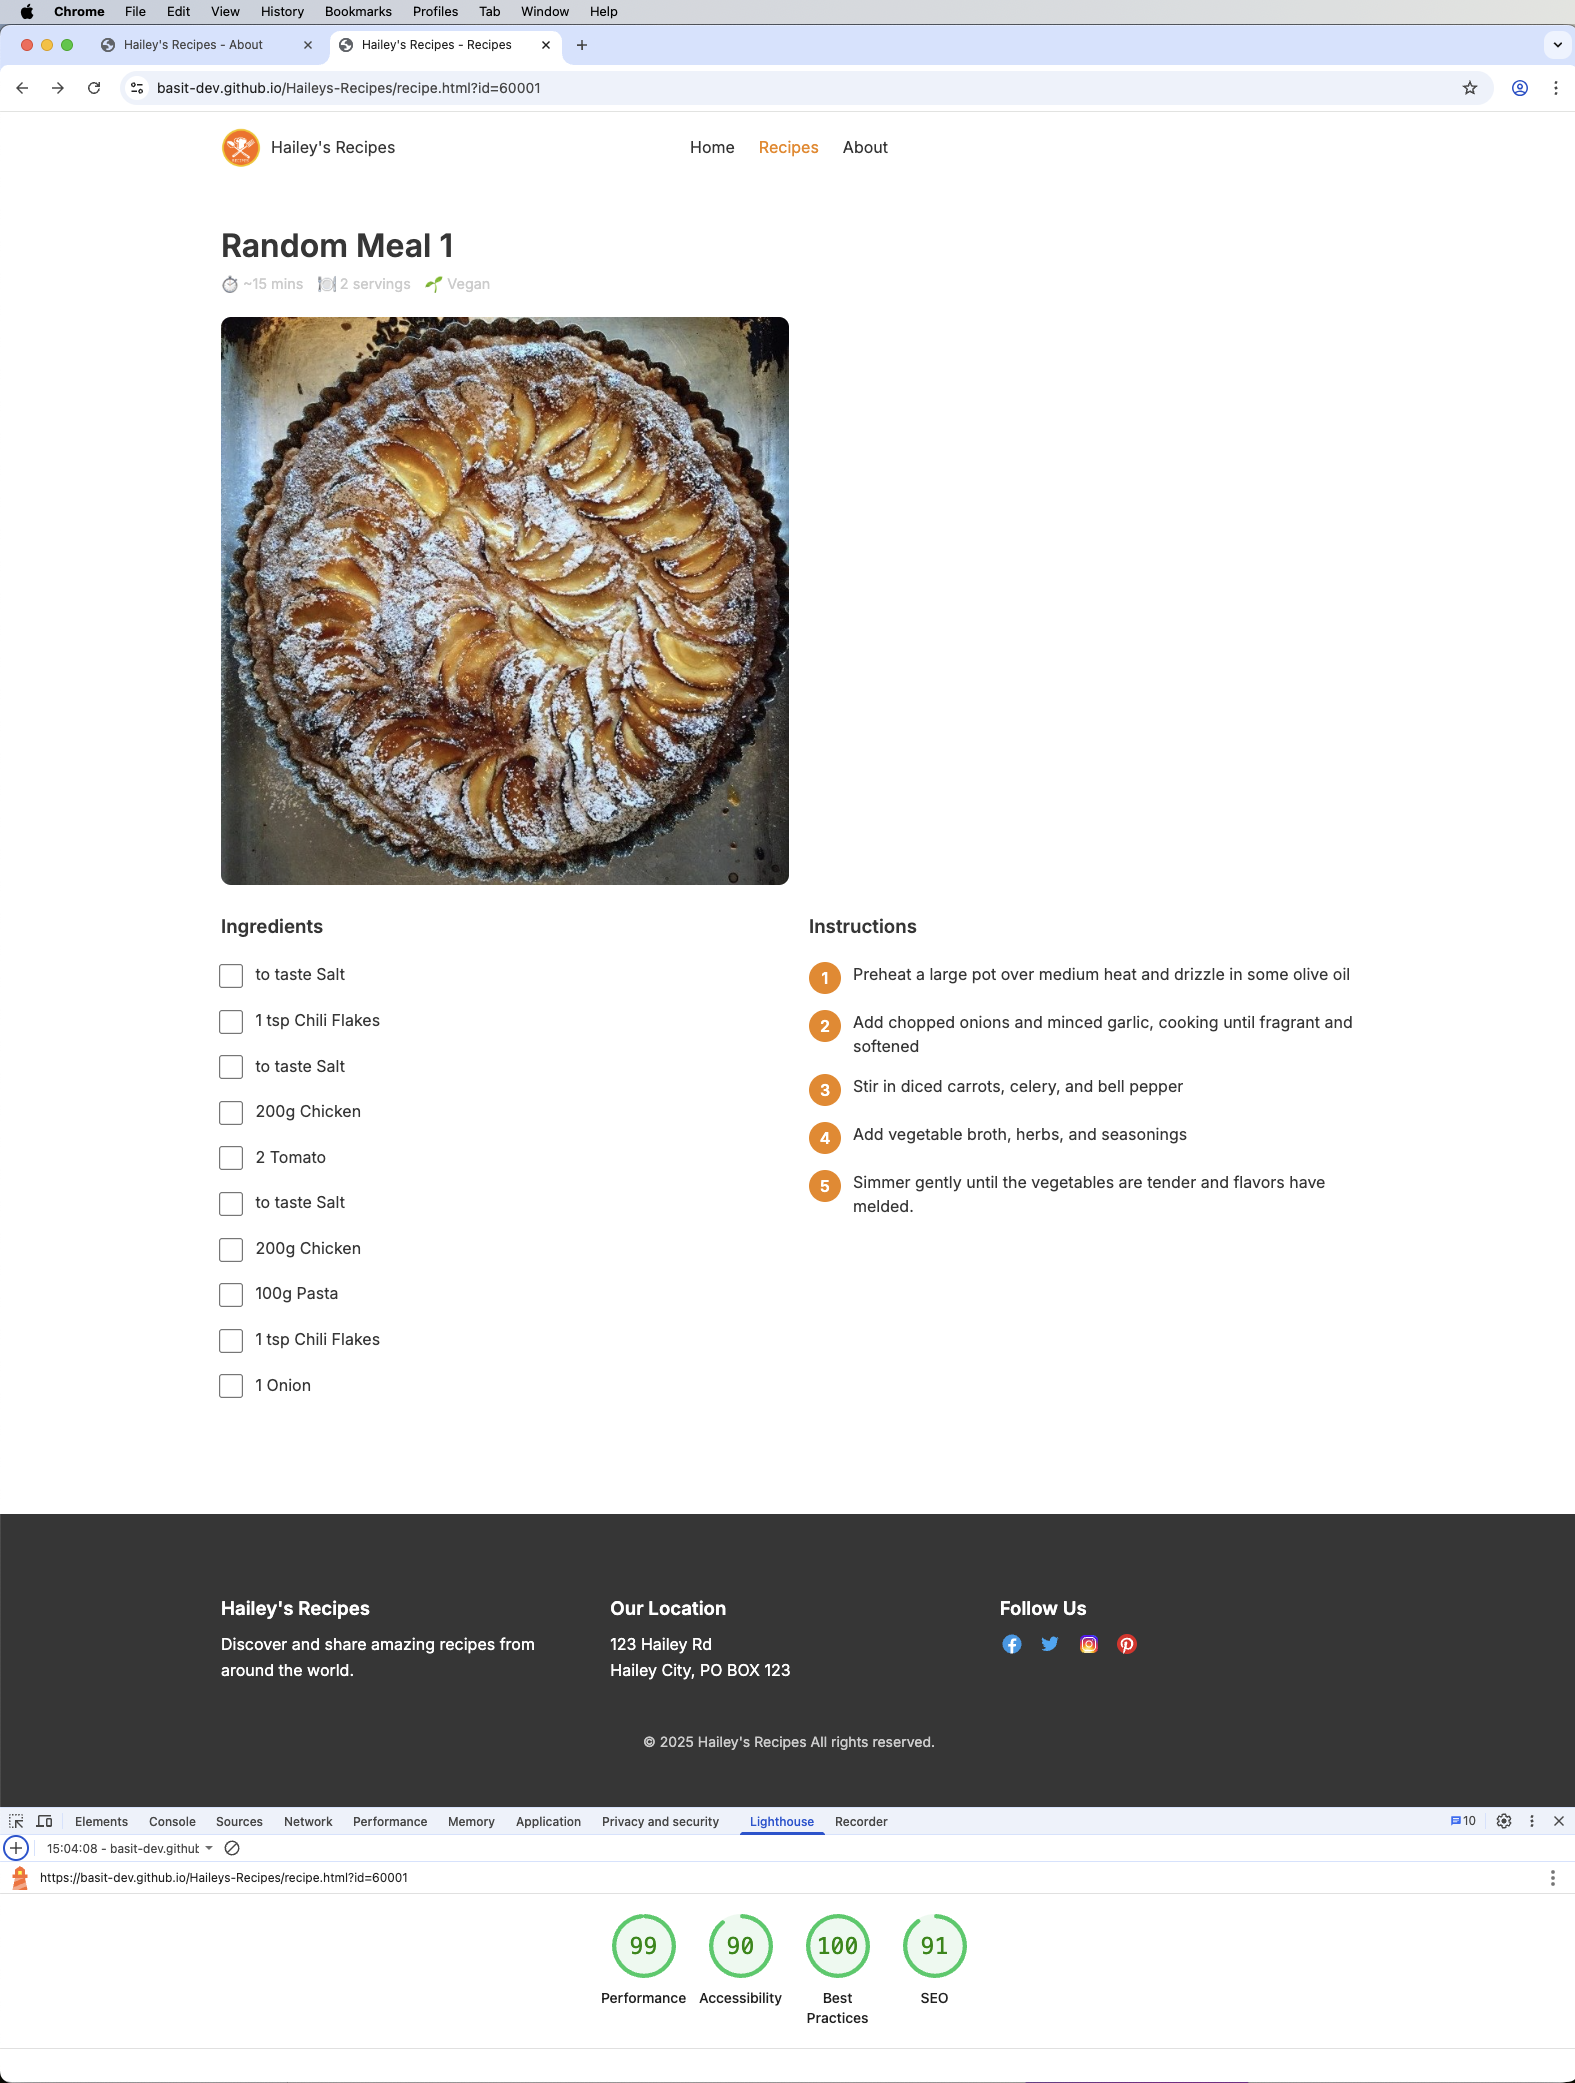 Chrome File Edit View History Bookmarks Profiles Tab Window Help
Hailey's Recipes - About
Hailey's Recipes - Recipes
basit-dev.github.io/Haileys-Recipes/recipe.html?id=60001
Hailey's Recipes
Home Recipes About
Random Meal 1
~15 mins 2 servings Vegan
Ingredients
to taste Salt
1 tsp Chili Flakes
to taste Salt
200g Chicken
2 Tomato
to taste Salt
200g Chicken
100g Pasta
1 tsp Chili Flakes
1 Onion
Instructions
1 Preheat a large pot over medium heat and drizzle in some olive oil
2 Add chopped onions and minced garlic, cooking until fragrant and
softened
3 Stir in diced carrots, celery, and bell pepper
4 Add vegetable broth, herbs, and seasonings
5 Simmer gently until the vegetables are tender and flavors have
melded.
Hailey's Recipes
Discover and share amazing recipes from
around the world.
Our Location
123 Hailey Rd
Hailey City, PO BOX 123
Follow Us
© 2025 Hailey's Recipes All rights reserved.
Elements Console Sources Network Performance Memory Application Privacy and security Lighthouse Recorder 10
15:04:08 - basit-dev.github
https://basit-dev.github.io/Haileys-Recipes/recipe.html?id=60001
99 90 100 91
Performance Accessibility Best SEO
Practices